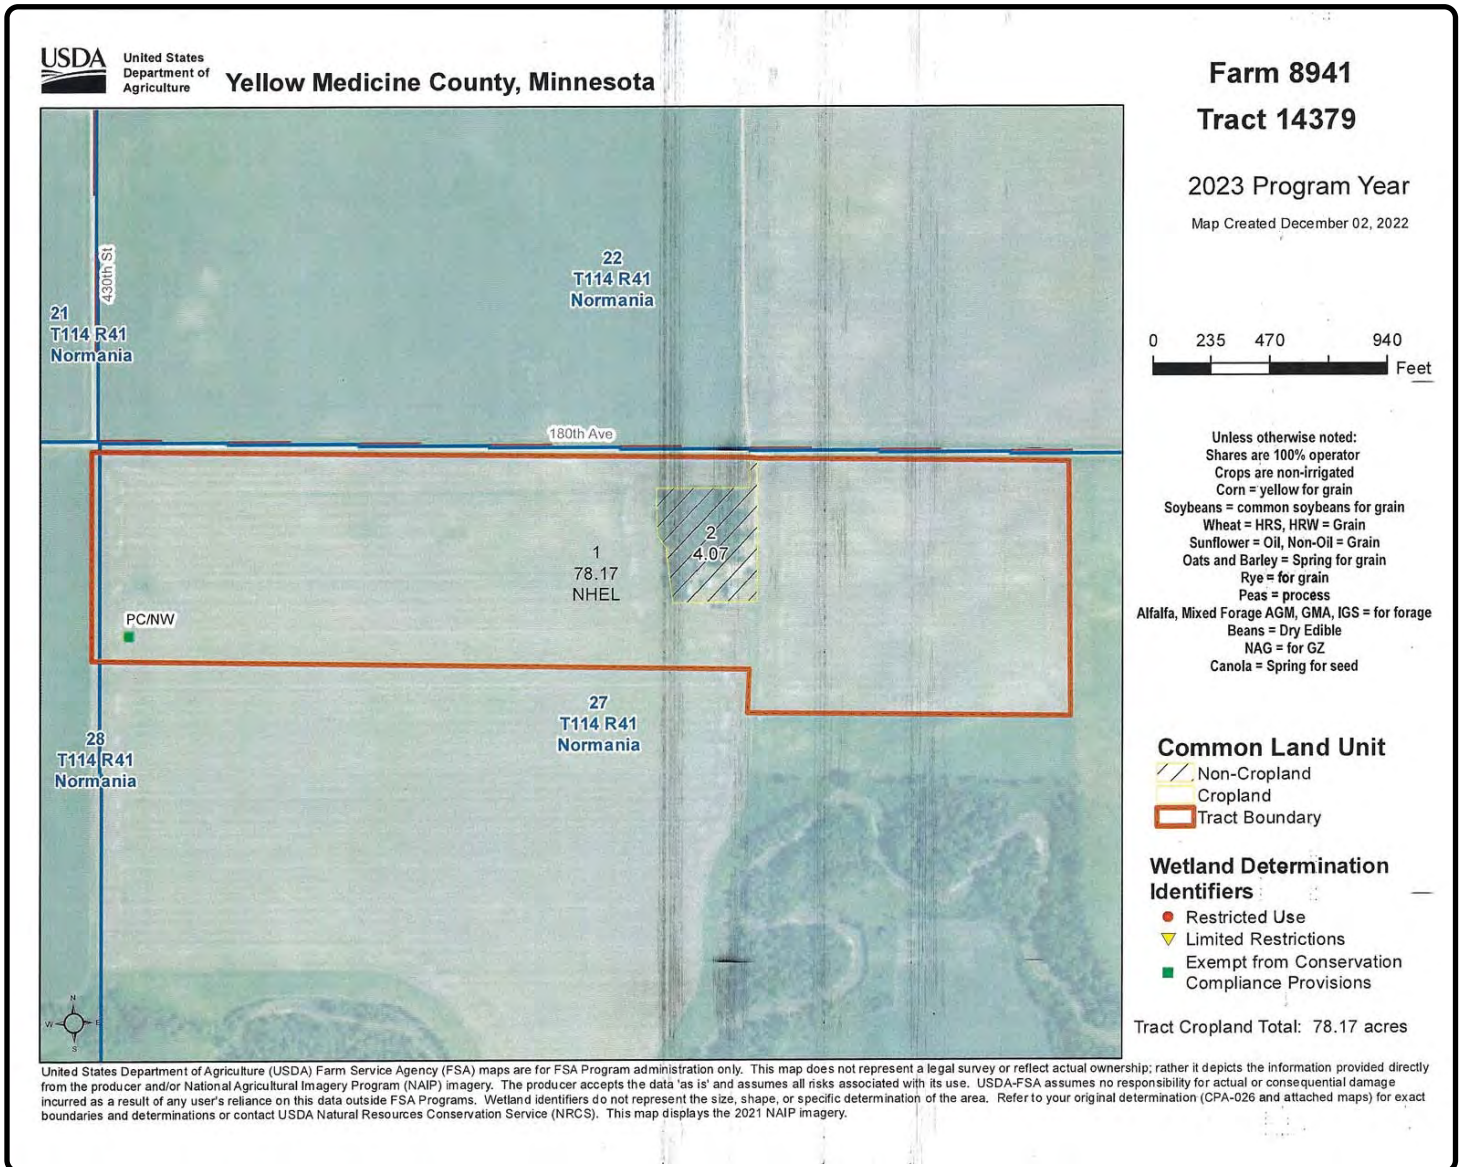 USDA
United States
Department of
Agriculture
Yellow Medicine County, Minnesota
Farm 8941
Tract 14379
2023 Program Year
Map Created December 02, 2022
0 235 470 940
Feet
430th St
22
T114 R41
Normania
21
T114 R41
Normania
180th Ave
1
78.17
NHEL
2
4.07
PC/NW
27
T114 R41
Normania
28
T114 R41
Normania
N
W E
S
Unless otherwise noted:
Shares are 100% operator
Crops are non-irrigated
Corn = yellow for grain
Soybeans = common soybeans for grain
Wheat = HRS, HRW = Grain
Sunflower = Oil, Non-Oil = Grain
Oats and Barley = Spring for grain
Rye = for grain
Peas = process
Alfalfa, Mixed Forage AGM, GMA, IGS = for forage
Beans = Dry Edible
NAG = for GZ
Canola = Spring for seed
Common Land Unit
Non-Cropland
Cropland
Tract Boundary
Wetland Determination
Identifiers
Restricted Use
Limited Restrictions
Exempt from Conservation
Compliance Provisions
Tract Cropland Total: 78.17 acres
United States Department of Agriculture (USDA) Farm Service Agency (FSA) maps are for FSA Program administration only. This map does not represent a legal survey or reflect actual ownership; rather it depicts the information provided directly
from the producer and/or National Agricultural Imagery Program (NAIP) imagery. The producer accepts the data 'as is' and assumes all risks associated with its use. USDA-FSA assumes no responsibility for actual or consequential damage
incurred as a result of any user's reliance on this data outside FSA Programs. Wetland identifiers do not represent the size, shape, or specific determination of the area. Refer to your original determination (CPA-026 and attached maps) for exact
boundaries and determinations or contact USDA Natural Resources Conservation Service (NRCS). This map displays the 2021 NAIP imagery.